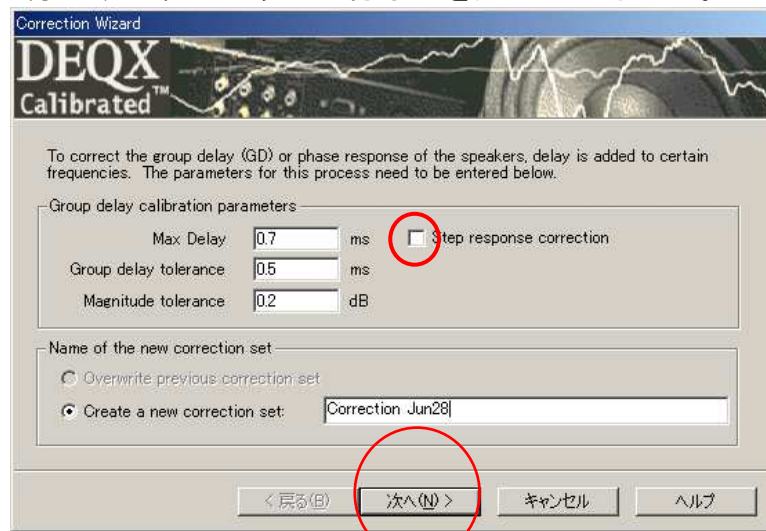 Correction Wizard
DEQX
Calibrated™
To correct the group delay (GD) or phase response of the speakers, delay is added to certain
frequencies. The parameters for this process need to be entered below.
Group delay calibration parameters
Max Delay 0.7 ms Step response correction
Group delay tolerance 0.5 ms
Magnitude tolerance 0.2 dB
Name of the new correction set
Overwrite previous correction set
Create a new correction set: Correction Jun28
< 戻る(B) 次へ(N) > キャンセル ヘルプ